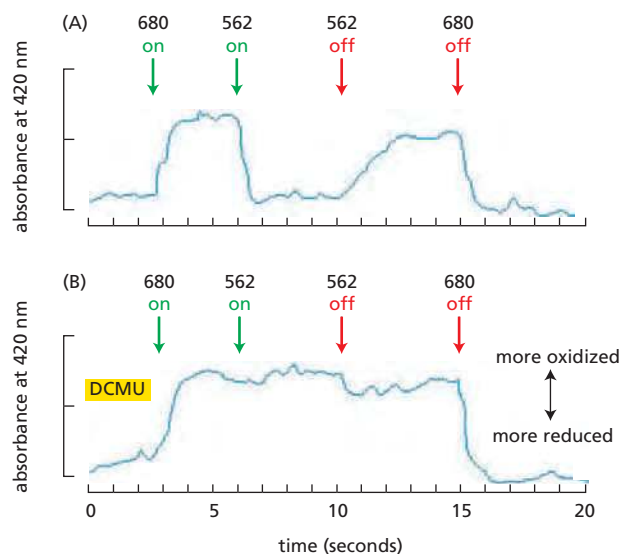 (A)
680 562 562 680
on on off off
absorbance at 420 nm
(B)
680 562 562 680
on on off off
absorbance at 420 nm
DCMU
more oxidized
more reduced
0 5 10 15 20
time (seconds)